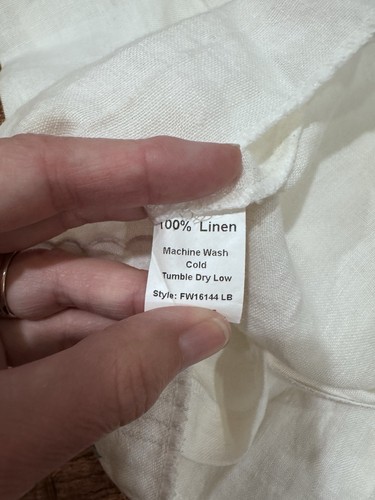 100% Linen
Machine Wash
Cold
Tumble Dry Low
Style: FW16144 LB